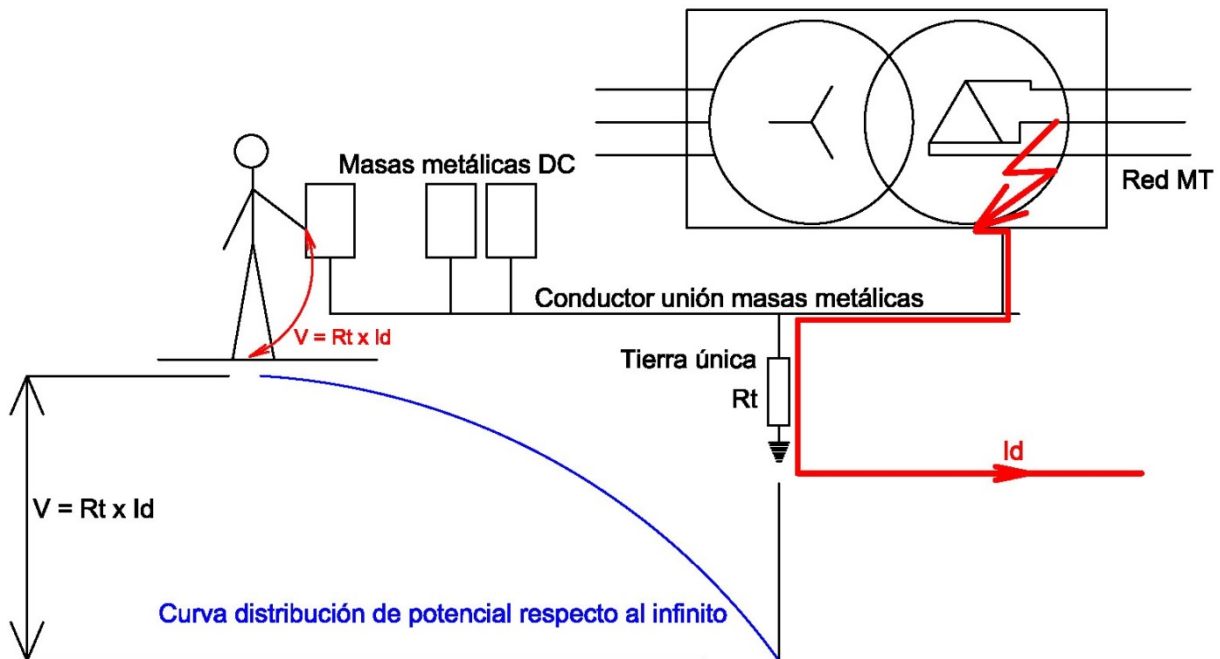 Masas metálicas DC
Red MT
Conductor unión masas metálicas
V = Rt x Id
Tierra única
Rt
Id
V = Rt x Id
Curva distribución de potencial respecto al infinito